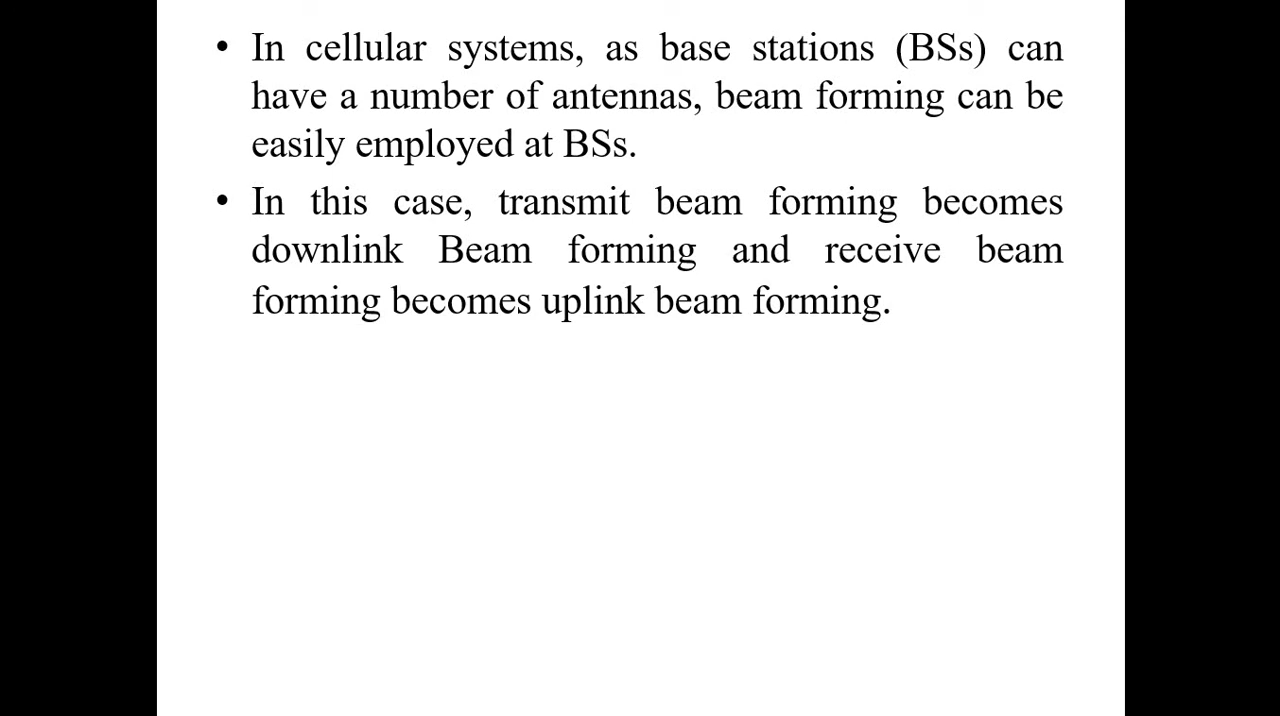 • In cellular systems, as base stations (BSs) can
have a number of antennas, beam forming can be
easily employed at BSs.
• In this case, transmit beam forming becomes
downlink Beam forming and receive beam
forming becomes uplink beam forming.